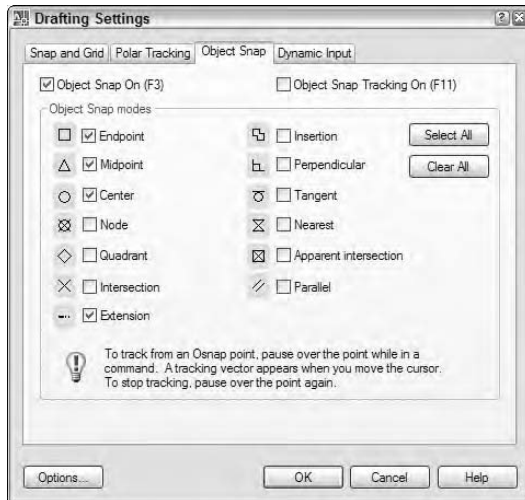 Drafting Settings
Snap and Grid Polar Tracking Object Snap Dynamic Input
Object Snap On (F3) Object Snap Tracking On (F11)
Object Snap modes
Endpoint Insertion Select All
Midpoint Perpendicular Clear All
Center Tangent
Node Nearest
Quadrant Apparent intersection
Intersection Parallel
Extension
To track from an Osnap point, pause over the point while in a
command. A tracking vector appears when you move the cursor.
To stop tracking, pause over the point again.
Options... OK Cancel Help